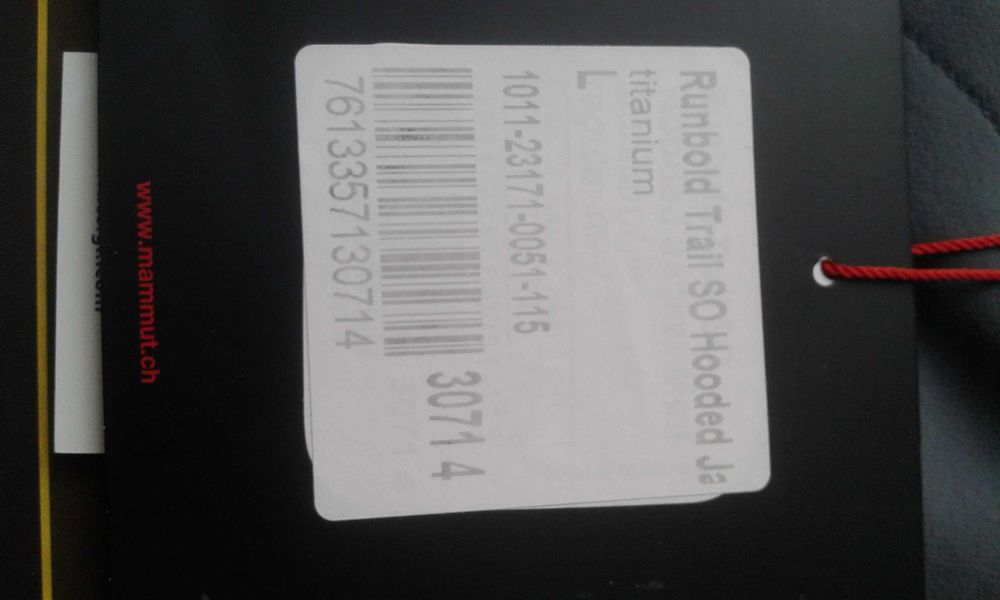 Runbold Trail SO Hooded Ja
titanium
L
1011-23171-0051-115
3071 4
7613357130714
www.mammut.ch